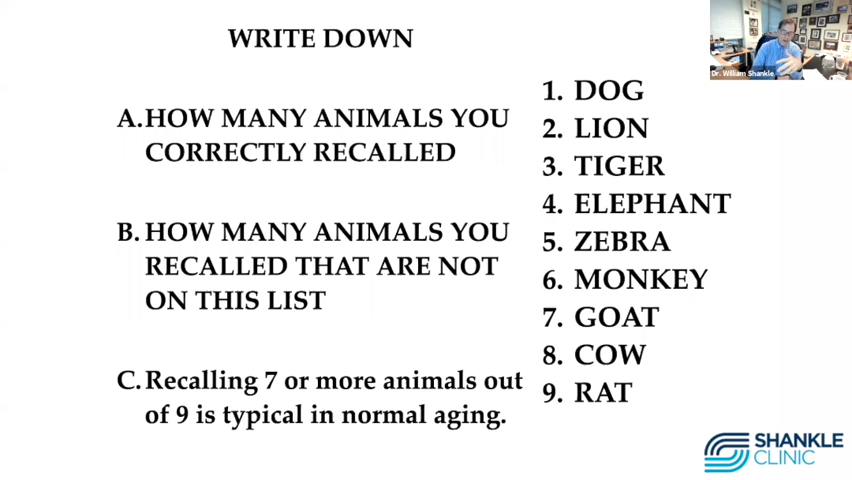 WRITE DOWN
A. HOW MANY ANIMALS YOU
CORRECTLY RECALLED
B. HOW MANY ANIMALS YOU
RECALLED THAT ARE NOT
ON THIS LIST
C. Recalling 7 or more animals out
of 9 is typical in normal aging.
1. DOG
2. LION
3. TIGER
4. ELEPHANT
5. ZEBRA
6. MONKEY
7. GOAT
8. COW
9. RAT
Dr. William Shankle
SHANKLE
CLINIC